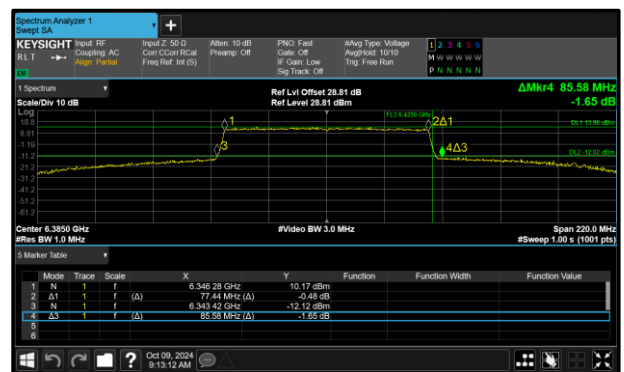 Spectrum Analyzer 1
Swept SA
KEYSIGHT Input: RF Input Z: 50 Ω Atten: 10 dB PNO: Fast #Avg Type: Voltage 1 2 3 4 5 6
RLT Coupling: AC Corr CCorr RCal Preamp: Off Gate: Off Avg|Hold: 10/10 M W W W W W
Align: Partial Freq Ref: Int (S) IF Gain: Low Trig: Free Run
Sig Track: Off P N N N N N
1 Spectrum Ref Lvl Offset 28.81 dB ΔMkr4 85.58 MHz
Scale/Div 10 dB Ref Level 28.81 dBm -1.65 dB
Log
18.8 FL3 6.4250 GHz
1 2Δ1 DL1 13.98 dBm
8.81
-1.19
3 4Δ3
-11.2 DL2 -12.02 dBm
-21.2
-31.2
-41.2
-51.2
-61.2
Center 6.3850 GHz #Video BW 3.0 MHz Span 220.0 MHz
#Res BW 1.0 MHz #Sweep 1.00 s (1001 pts)
5 Marker Table
Mode Trace Scale X Y Function Function Width Function Value
1 N 1 f 6.346 28 GHz 10.17 dBm
2 Δ1 1 f (Δ) 77.44 MHz (Δ) -0.48 dB
3 N 1 f 6.343 42 GHz -12.12 dBm
4 Δ3 1 f (Δ) 85.58 MHz (Δ) -1.65 dB
5
6
? Oct 09, 2024
9:13:12 AM